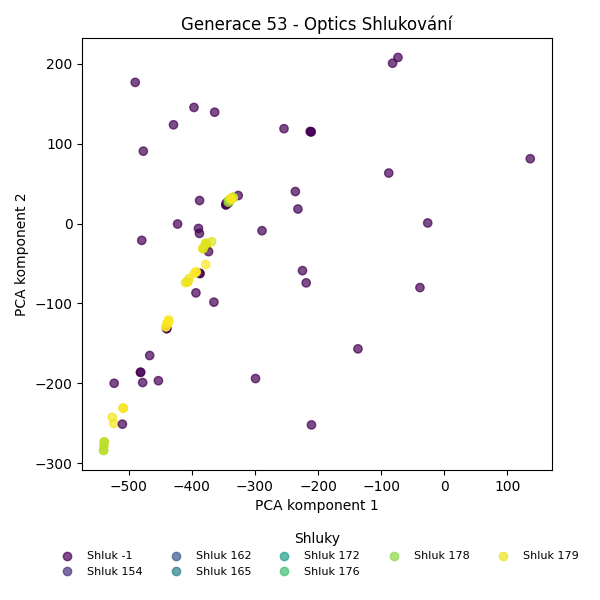 Generace 53 - Optics Shlukování
200
100
0
−100
−200
−300
PCA komponent 2
−500
−400
−300
−200
−100
0
100
PCA komponent 1
Shluky
Shluk -1
Shluk 162
Shluk 172
Shluk 178
Shluk 179
Shluk 154
Shluk 165
Shluk 176